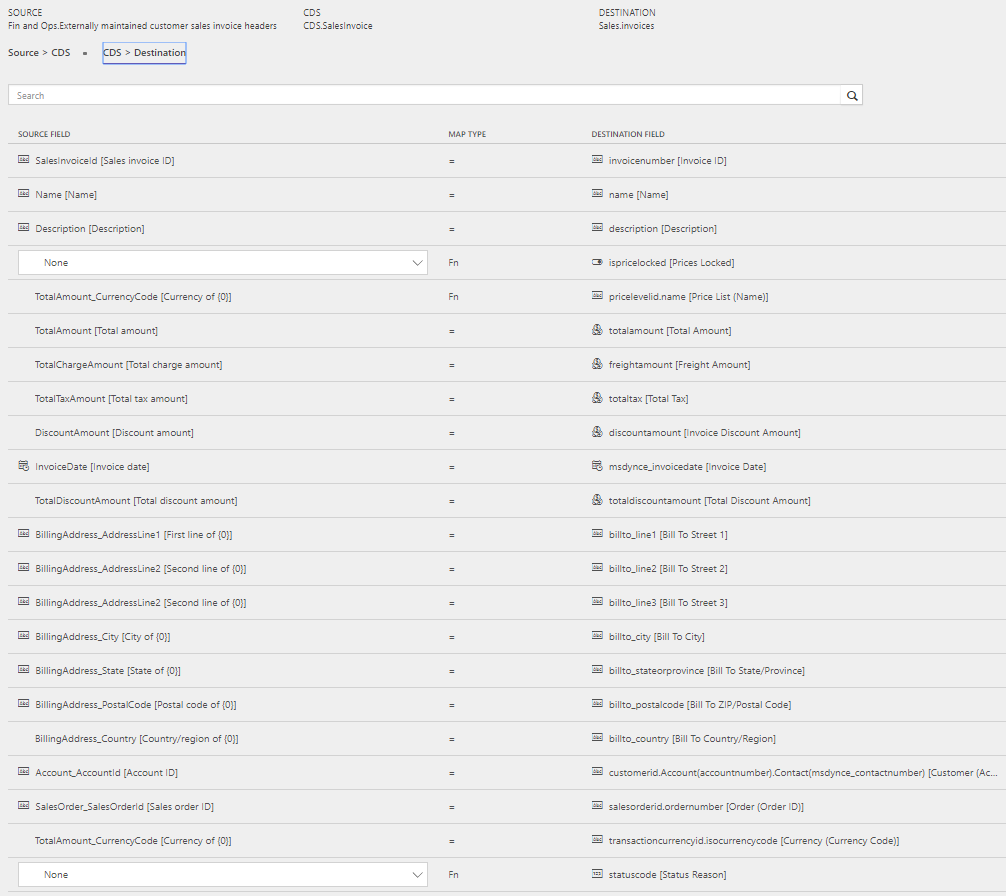 SOURCE CDS DESTINATION
Fin and Ops.Externally maintained customer sales invoice headers CDS.SalesInvoice Sales.invoices
Source > CDS CDS > Destination
Search
SOURCE FIELD MAP TYPE DESTINATION FIELD
SalesInvoiceId [Sales invoice ID] = invoicenumber [Invoice ID]
Name [Name] = name [Name]
Description [Description] = description [Description]
None Fn ispricelocked [Prices Locked]
TotalAmount_CurrencyCode [Currency of {0}] Fn pricelevelid.name [Price List (Name)]
TotalAmount [Total amount] = totalamount [Total Amount]
TotalChargeAmount [Total charge amount] = freightamount [Freight Amount]
TotalTaxAmount [Total tax amount] = totaltax [Total Tax]
DiscountAmount [Discount amount] = discountamount [Invoice Discount Amount]
InvoiceDate [Invoice date] = msdynce_invoicedate [Invoice Date]
TotalDiscountAmount [Total discount amount] = totaldiscountamount [Total Discount Amount]
BillingAddress_AddressLine1 [First line of {0}] = billto_line1 [Bill To Street 1]
BillingAddress_AddressLine2 [Second line of {0}] = billto_line2 [Bill To Street 2]
BillingAddress_AddressLine2 [Second line of {0}] = billto_line3 [Bill To Street 3]
BillingAddress_City [City of {0}] = billto_city [Bill To City]
BillingAddress_State [State of {0}] = billto_stateorprovince [Bill To State/Province]
BillingAddress_PostalCode [Postal code of {0}] = billto_postalcode [Bill To ZIP/Postal Code]
BillingAddress_Country [Country/region of {0}] = billto_country [Bill To Country/Region]
Account_AccountId [Account ID] = customerid.Account(accountnumber).Contact(msdynce_contactnumber) [Customer (Ac...
SalesOrder_SalesOrderId [Sales order ID] = salesorderid.ordernumber [Order (Order ID)]
TotalAmount_CurrencyCode [Currency of {0}] = transactioncurrencyid.isocurrencycode [Currency (Currency Code)]
None Fn statuscode [Status Reason]